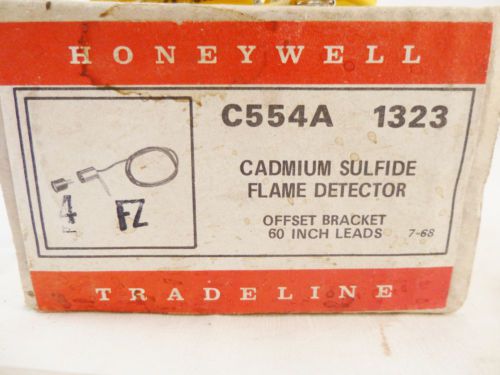 HONEYWELL
C554A 1323
CADMIUM SULFIDE
FLAME DETECTOR
OFFSET BRACKET
60 INCH LEADS 7-68
4 FZ
TRADELINE